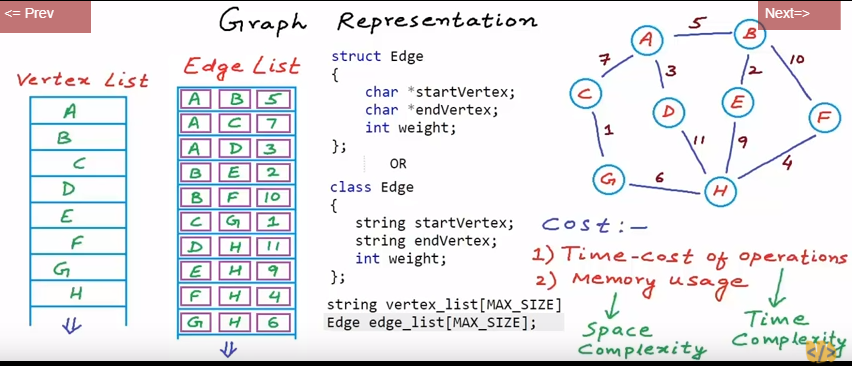 <= Prev
Graph Representation
Next=>
Vertex List
A
B
C
D
E
F
G
H
Edge List
A B 5
A C 7
A D 3
B E 2
B F 10
C G 1
D H 11
E H 9
F H 4
G H 6
struct Edge
{
char *startVertex;
char *endVertex;
int weight;
};
OR
class Edge
{
string startVertex;
string endVertex;
int weight;
};
string vertex_list[MAX_SIZE]
Edge edge_list[MAX_SIZE];
A 5 B
7 3 2 10
C D E F
1 11 9
G 6 H 4
Cost:-
1) Time-cost of operations
2) Memory usage
Space Complexity
Time Complexity
</>